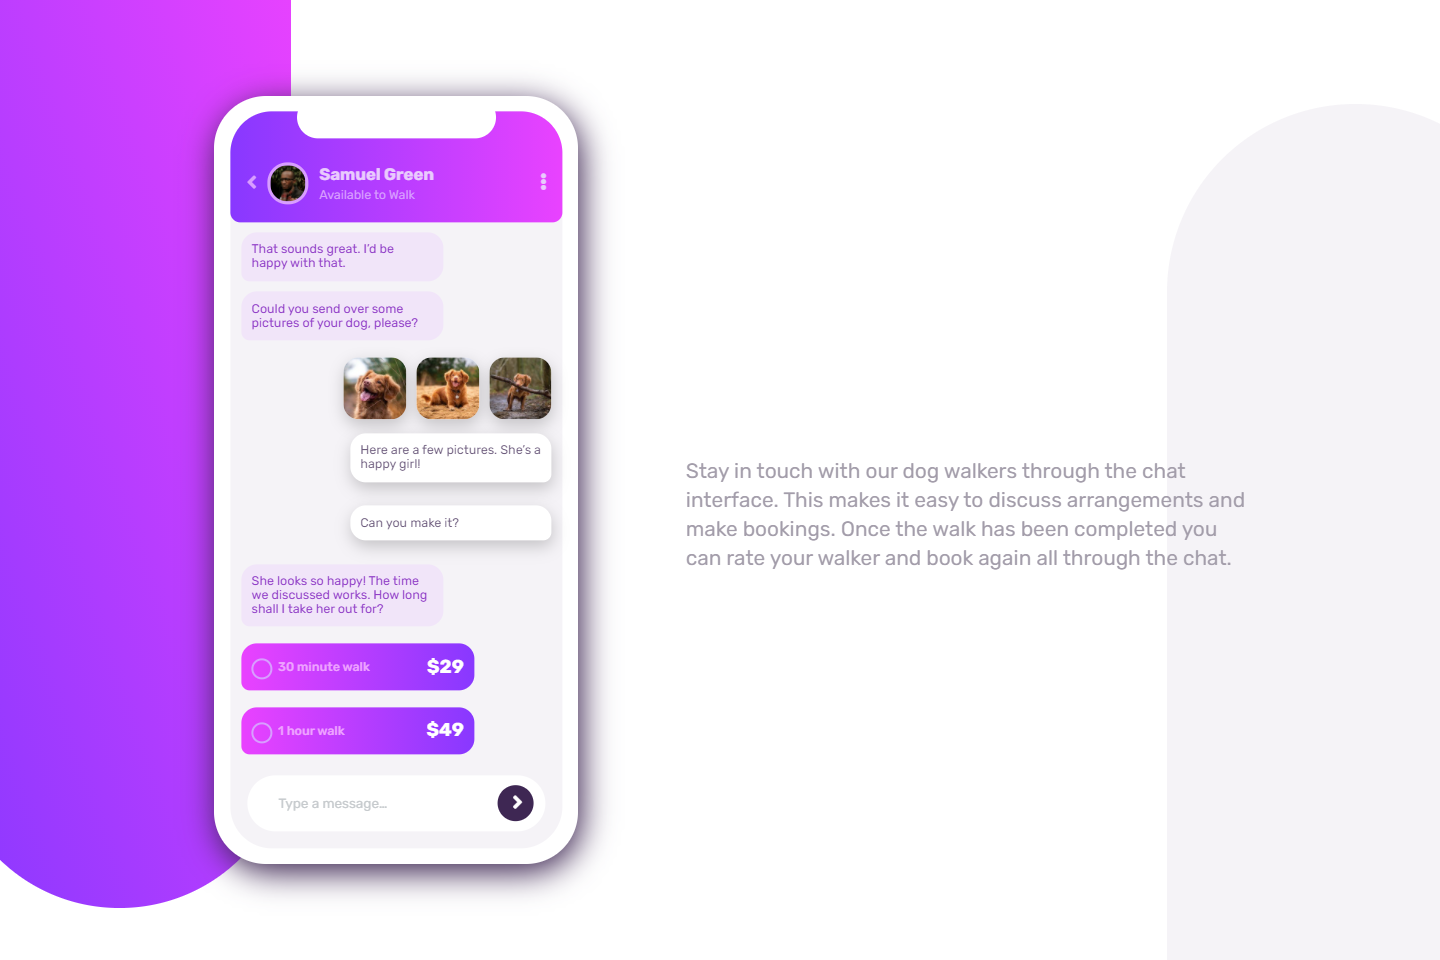 Samuel Green
Available to Walk
That sounds great. I'd be
happy with that.
Could you send over some
pictures of your dog, please?
Here are a few pictures. She's a
happy girl!
Can you make it?
She looks so happy! The time
we discussed works. How long
shall I take her out for?
30 minute walk $29
1 hour walk $49
Type a message...
Stay in touch with our dog walkers through the chat
interface. This makes it easy to discuss arrangements and
make bookings. Once the walk has been completed you
can rate your walker and book again all through the chat.